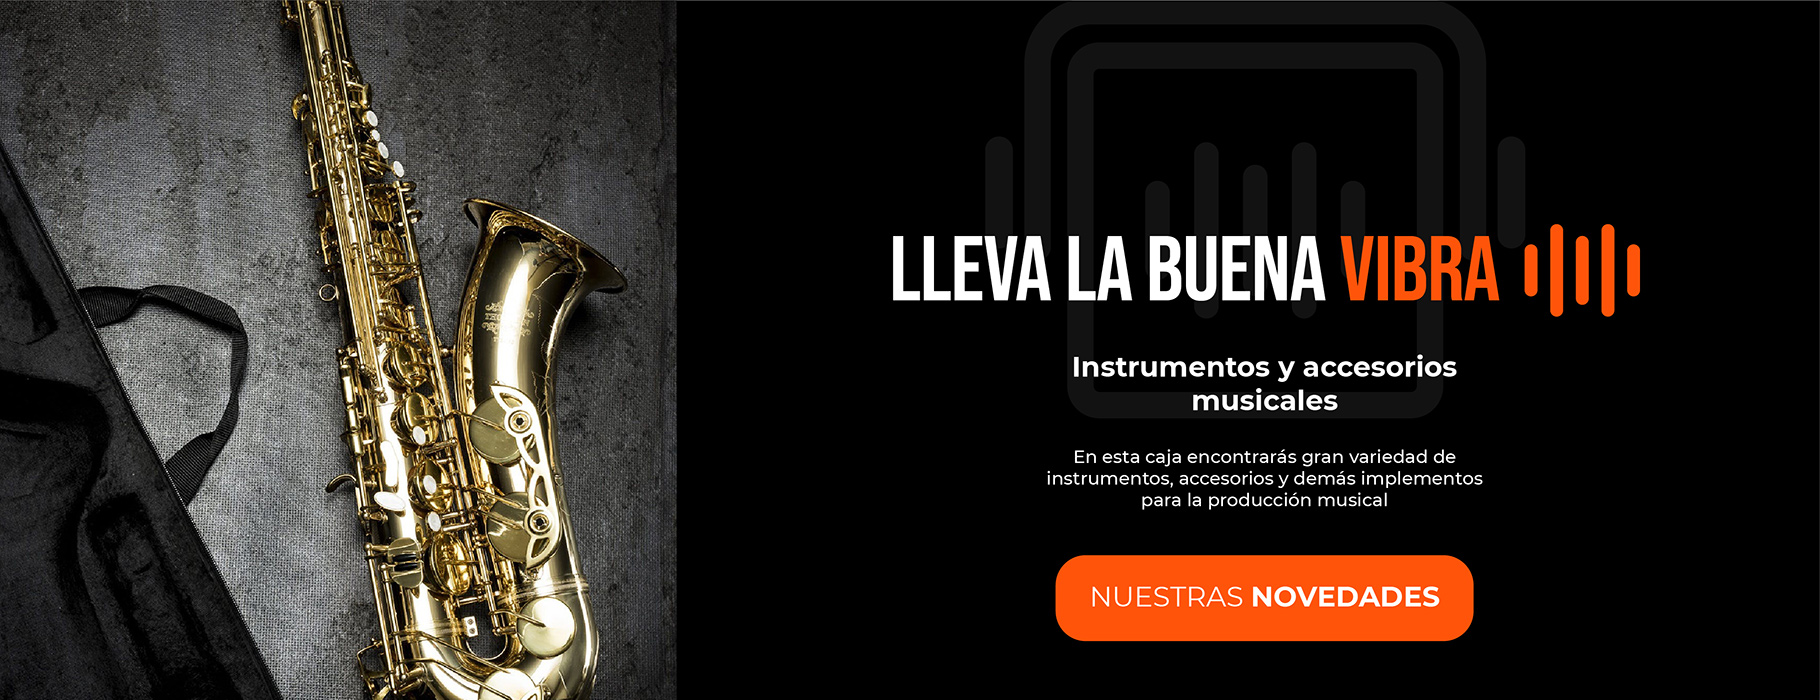 LLEVA LA BUENA VIBRA
Instrumentos y accesorios
musicales
En esta caja encontrarás gran variedad de
instrumentos, accesorios y demás implementos
para la producción musical
NUESTRAS NOVEDADES